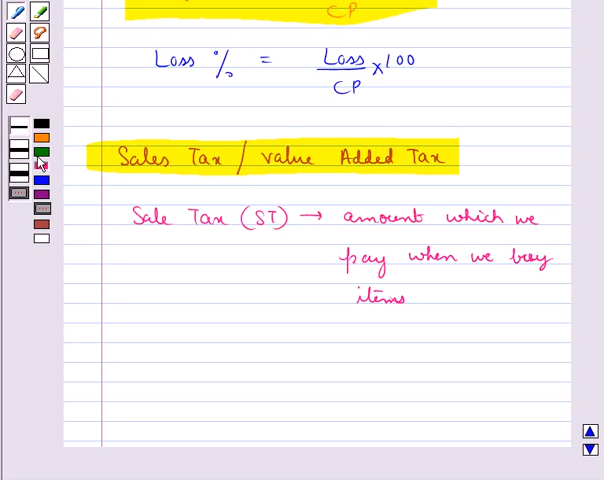 CP
Loss % = Loss/CP × 100
Sales Tax / Value Added Tax
Sale Tax (ST) → amount which we
pay when we buy
items